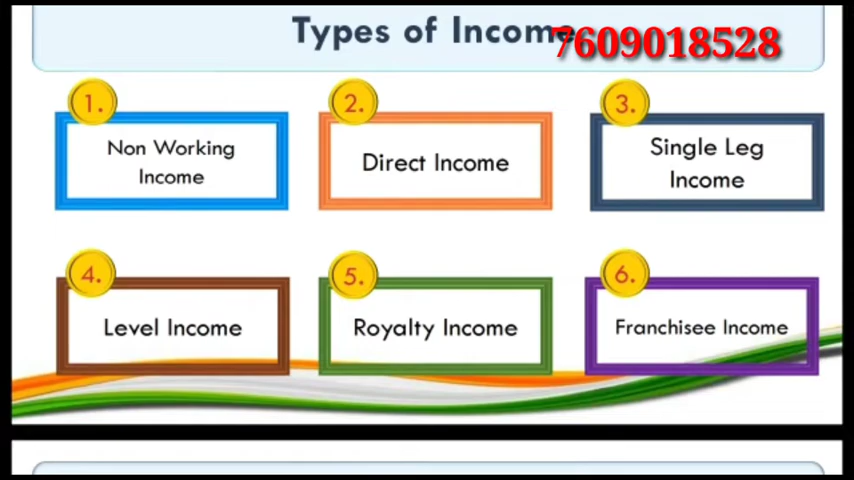 Types of Income
7609018528
1.
Non Working
Income
2.
Direct Income
3.
Single Leg
Income
4.
Level Income
5.
Royalty Income
6.
Franchisee Income